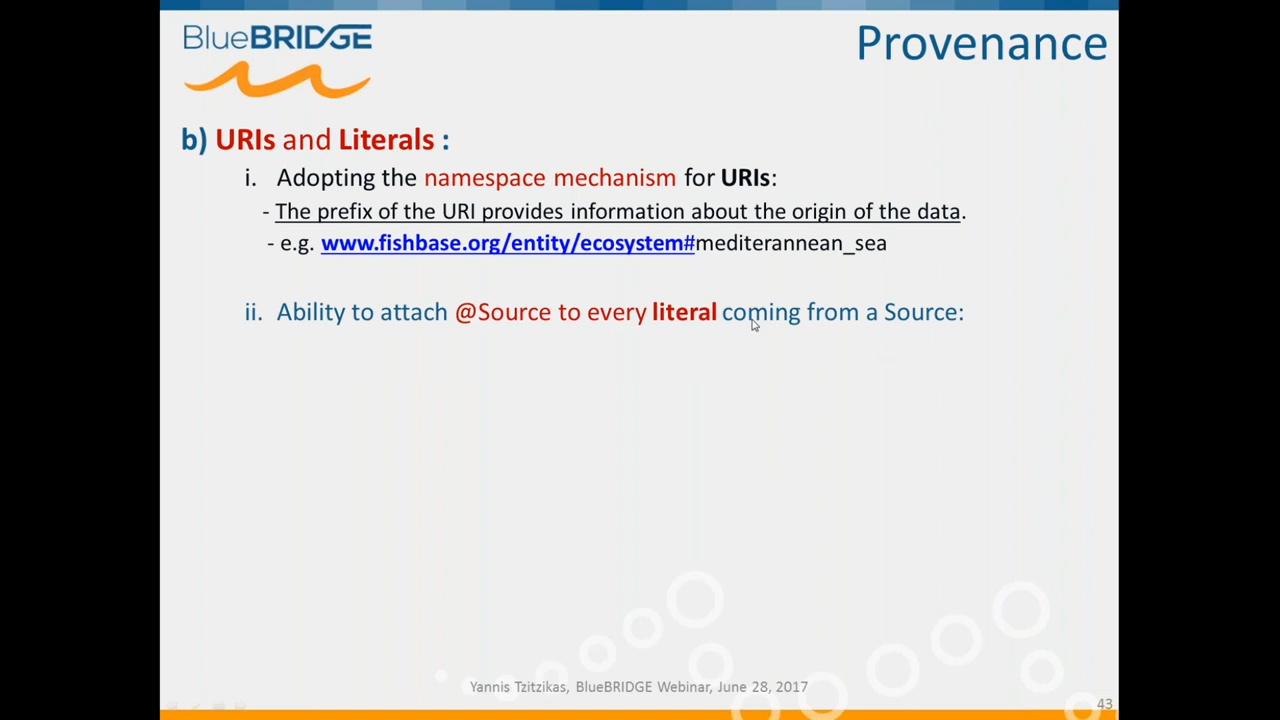 BlueBRIDGE
Provenance
b) URIs and Literals :
i. Adopting the namespace mechanism for URIs:
- The prefix of the URI provides information about the origin of the data.
- e.g. www.fishbase.org/entity/ecosystem#mediterannean_sea
ii. Ability to attach @Source to every literal coming from a Source:
Yannis Tzitzikas, BlueBRIDGE Webinar, June 28, 2017
43